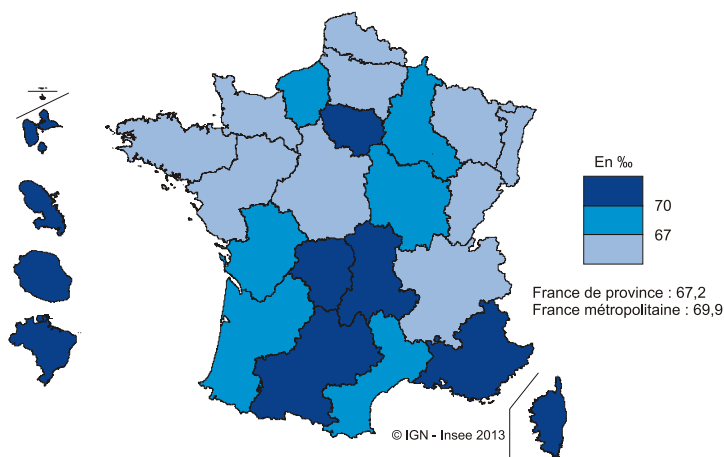 En ‰
70
67
France de province : 67,2
France métropolitaine : 69,9
© IGN - Insee 2013